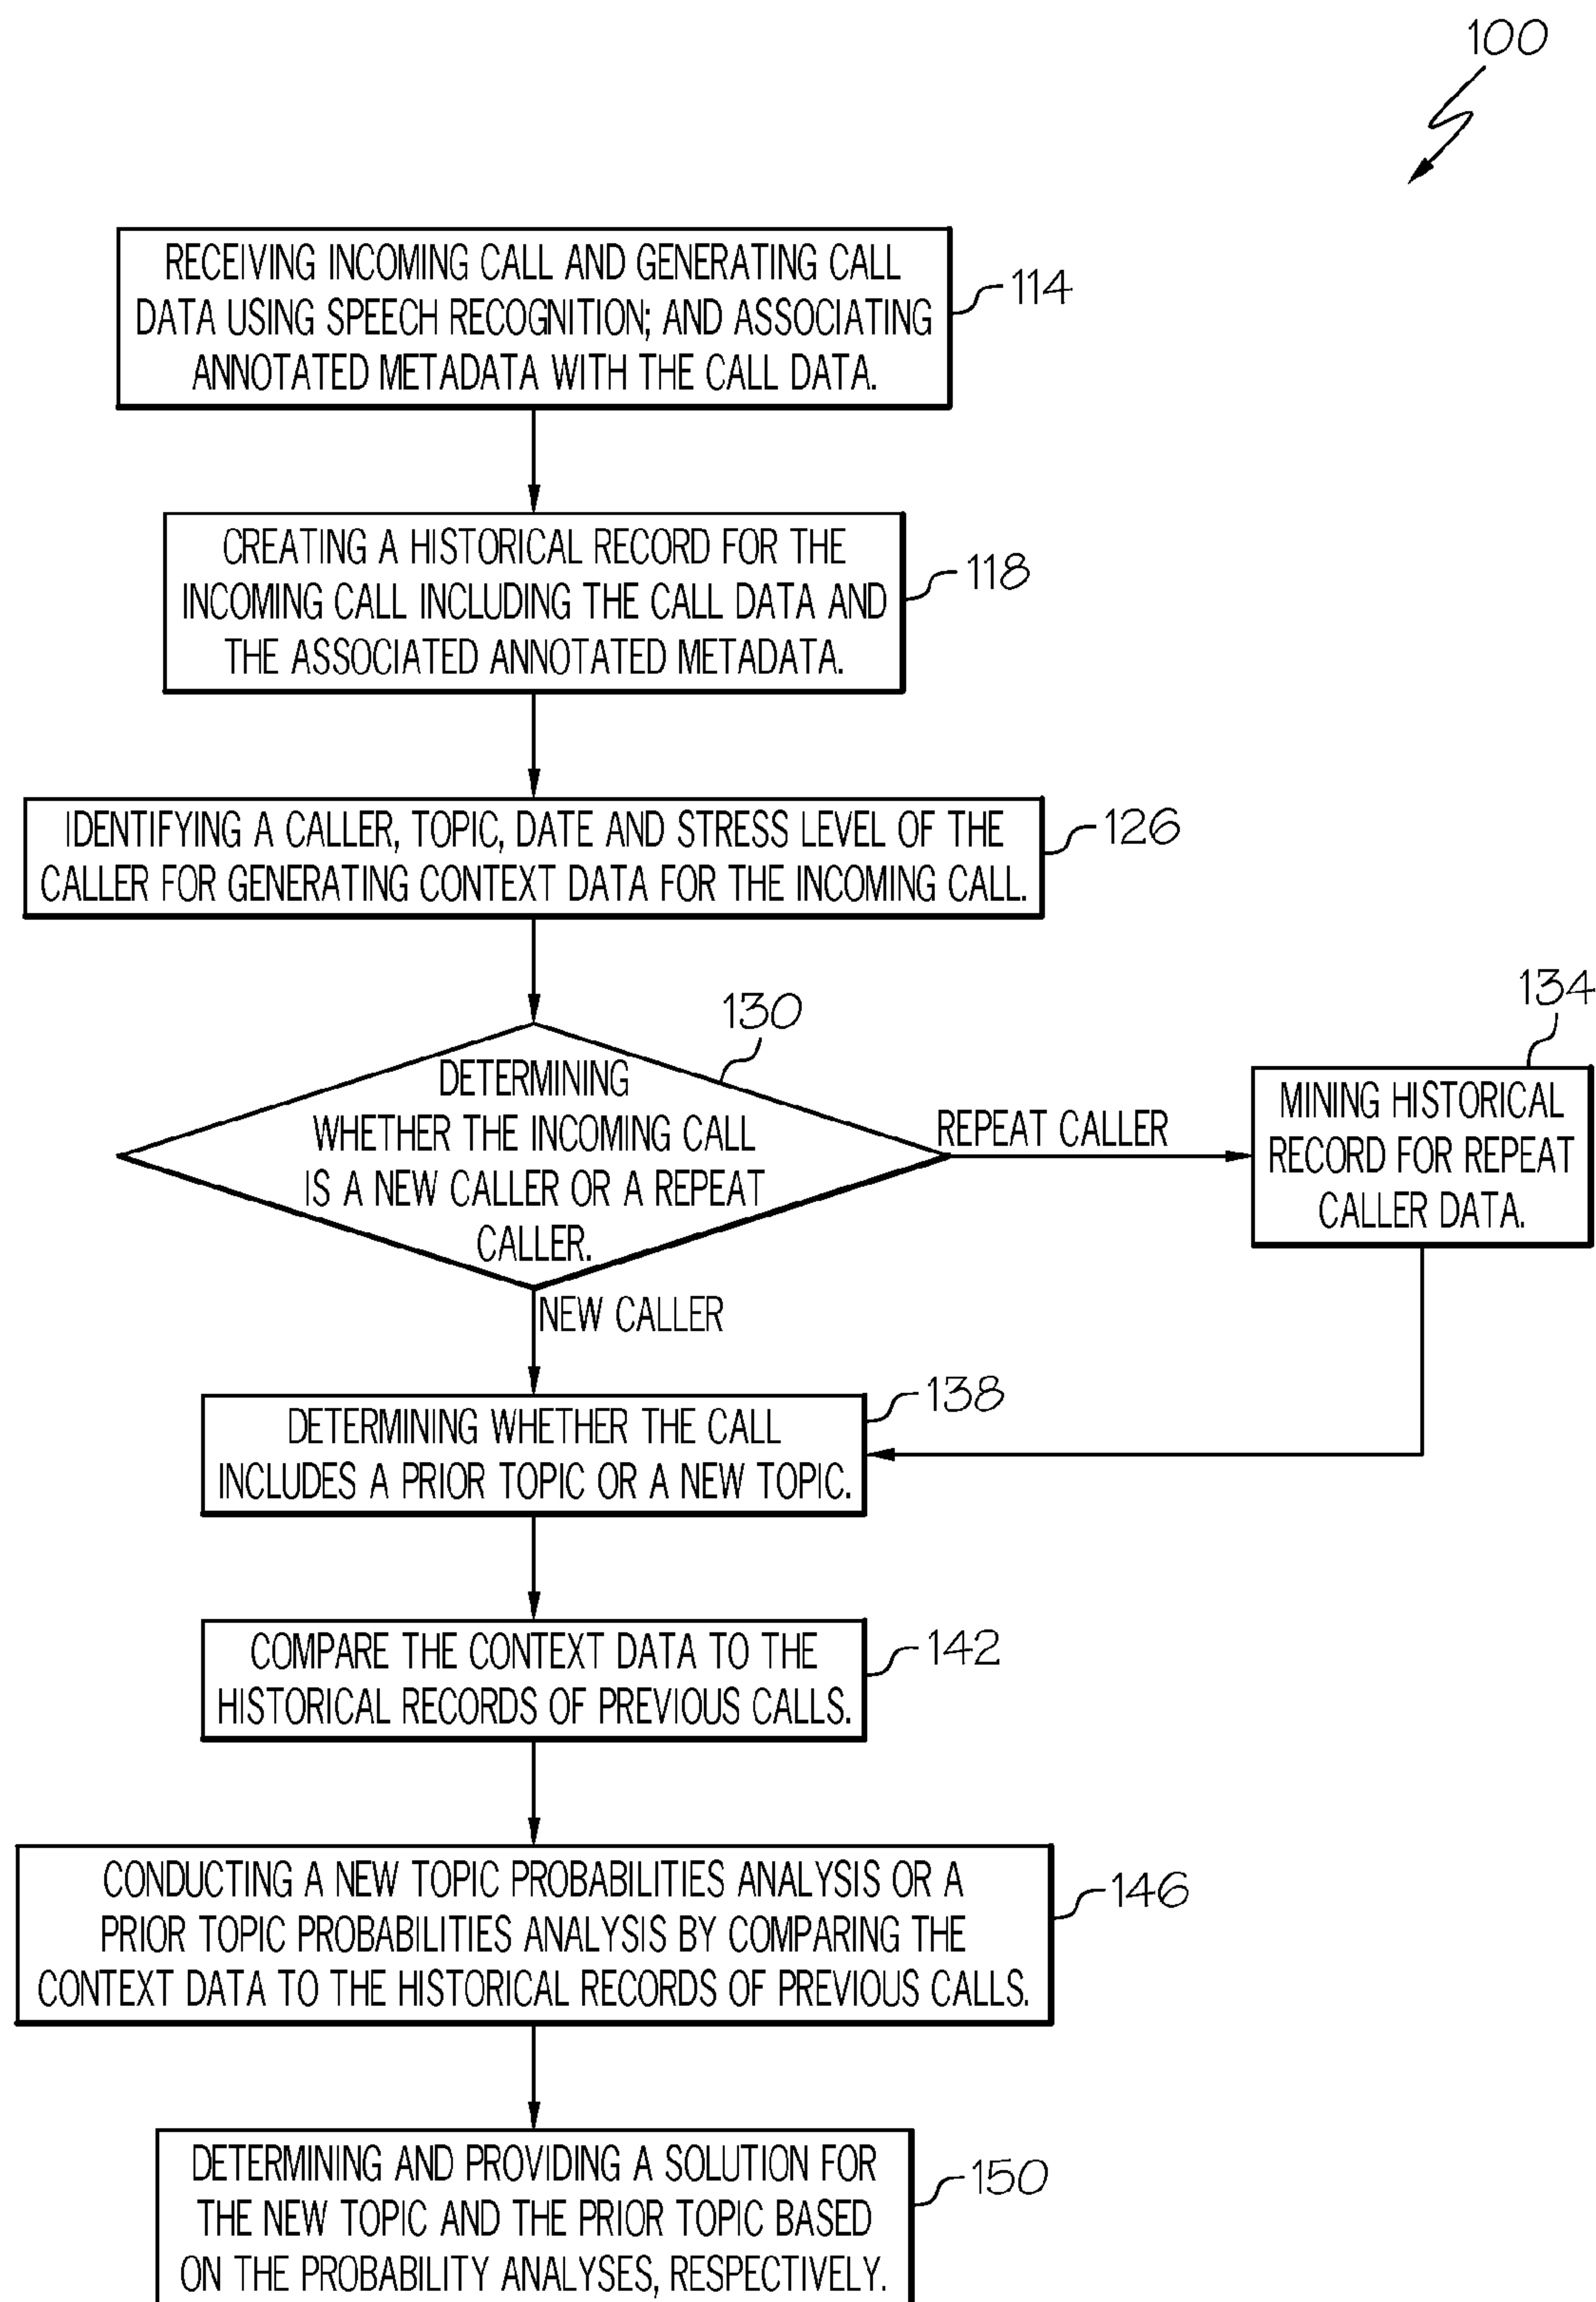 100
RECEIVING INCOMING CALL AND GENERATING CALL
DATA USING SPEECH RECOGNITION; AND ASSOCIATING
ANNOTATED METADATA WITH THE CALL DATA.
114
CREATING A HISTORICAL RECORD FOR THE
INCOMING CALL INCLUDING THE CALL DATA AND
THE ASSOCIATED ANNOTATED METADATA.
118
IDENTIFYING A CALLER, TOPIC, DATE AND STRESS LEVEL OF THE
CALLER FOR GENERATING CONTEXT DATA FOR THE INCOMING CALL.
126
130
DETERMINING
WHETHER THE INCOMING CALL
IS A NEW CALLER OR A REPEAT
CALLER.
REPEAT CALLER
134
MINING HISTORICAL
RECORD FOR REPEAT
CALLER DATA.
NEW CALLER
138
DETERMINING WHETHER THE CALL
INCLUDES A PRIOR TOPIC OR A NEW TOPIC.
COMPARE THE CONTEXT DATA TO THE
HISTORICAL RECORDS OF PREVIOUS CALLS.
142
CONDUCTING A NEW TOPIC PROBABILITIES ANALYSIS OR A
PRIOR TOPIC PROBABILITIES ANALYSIS BY COMPARING THE
CONTEXT DATA TO THE HISTORICAL RECORDS OF PREVIOUS CALLS.
146
DETERMINING AND PROVIDING A SOLUTION FOR
THE NEW TOPIC AND THE PRIOR TOPIC BASED
ON THE PROBABILITY ANALYSES, RESPECTIVELY.
150